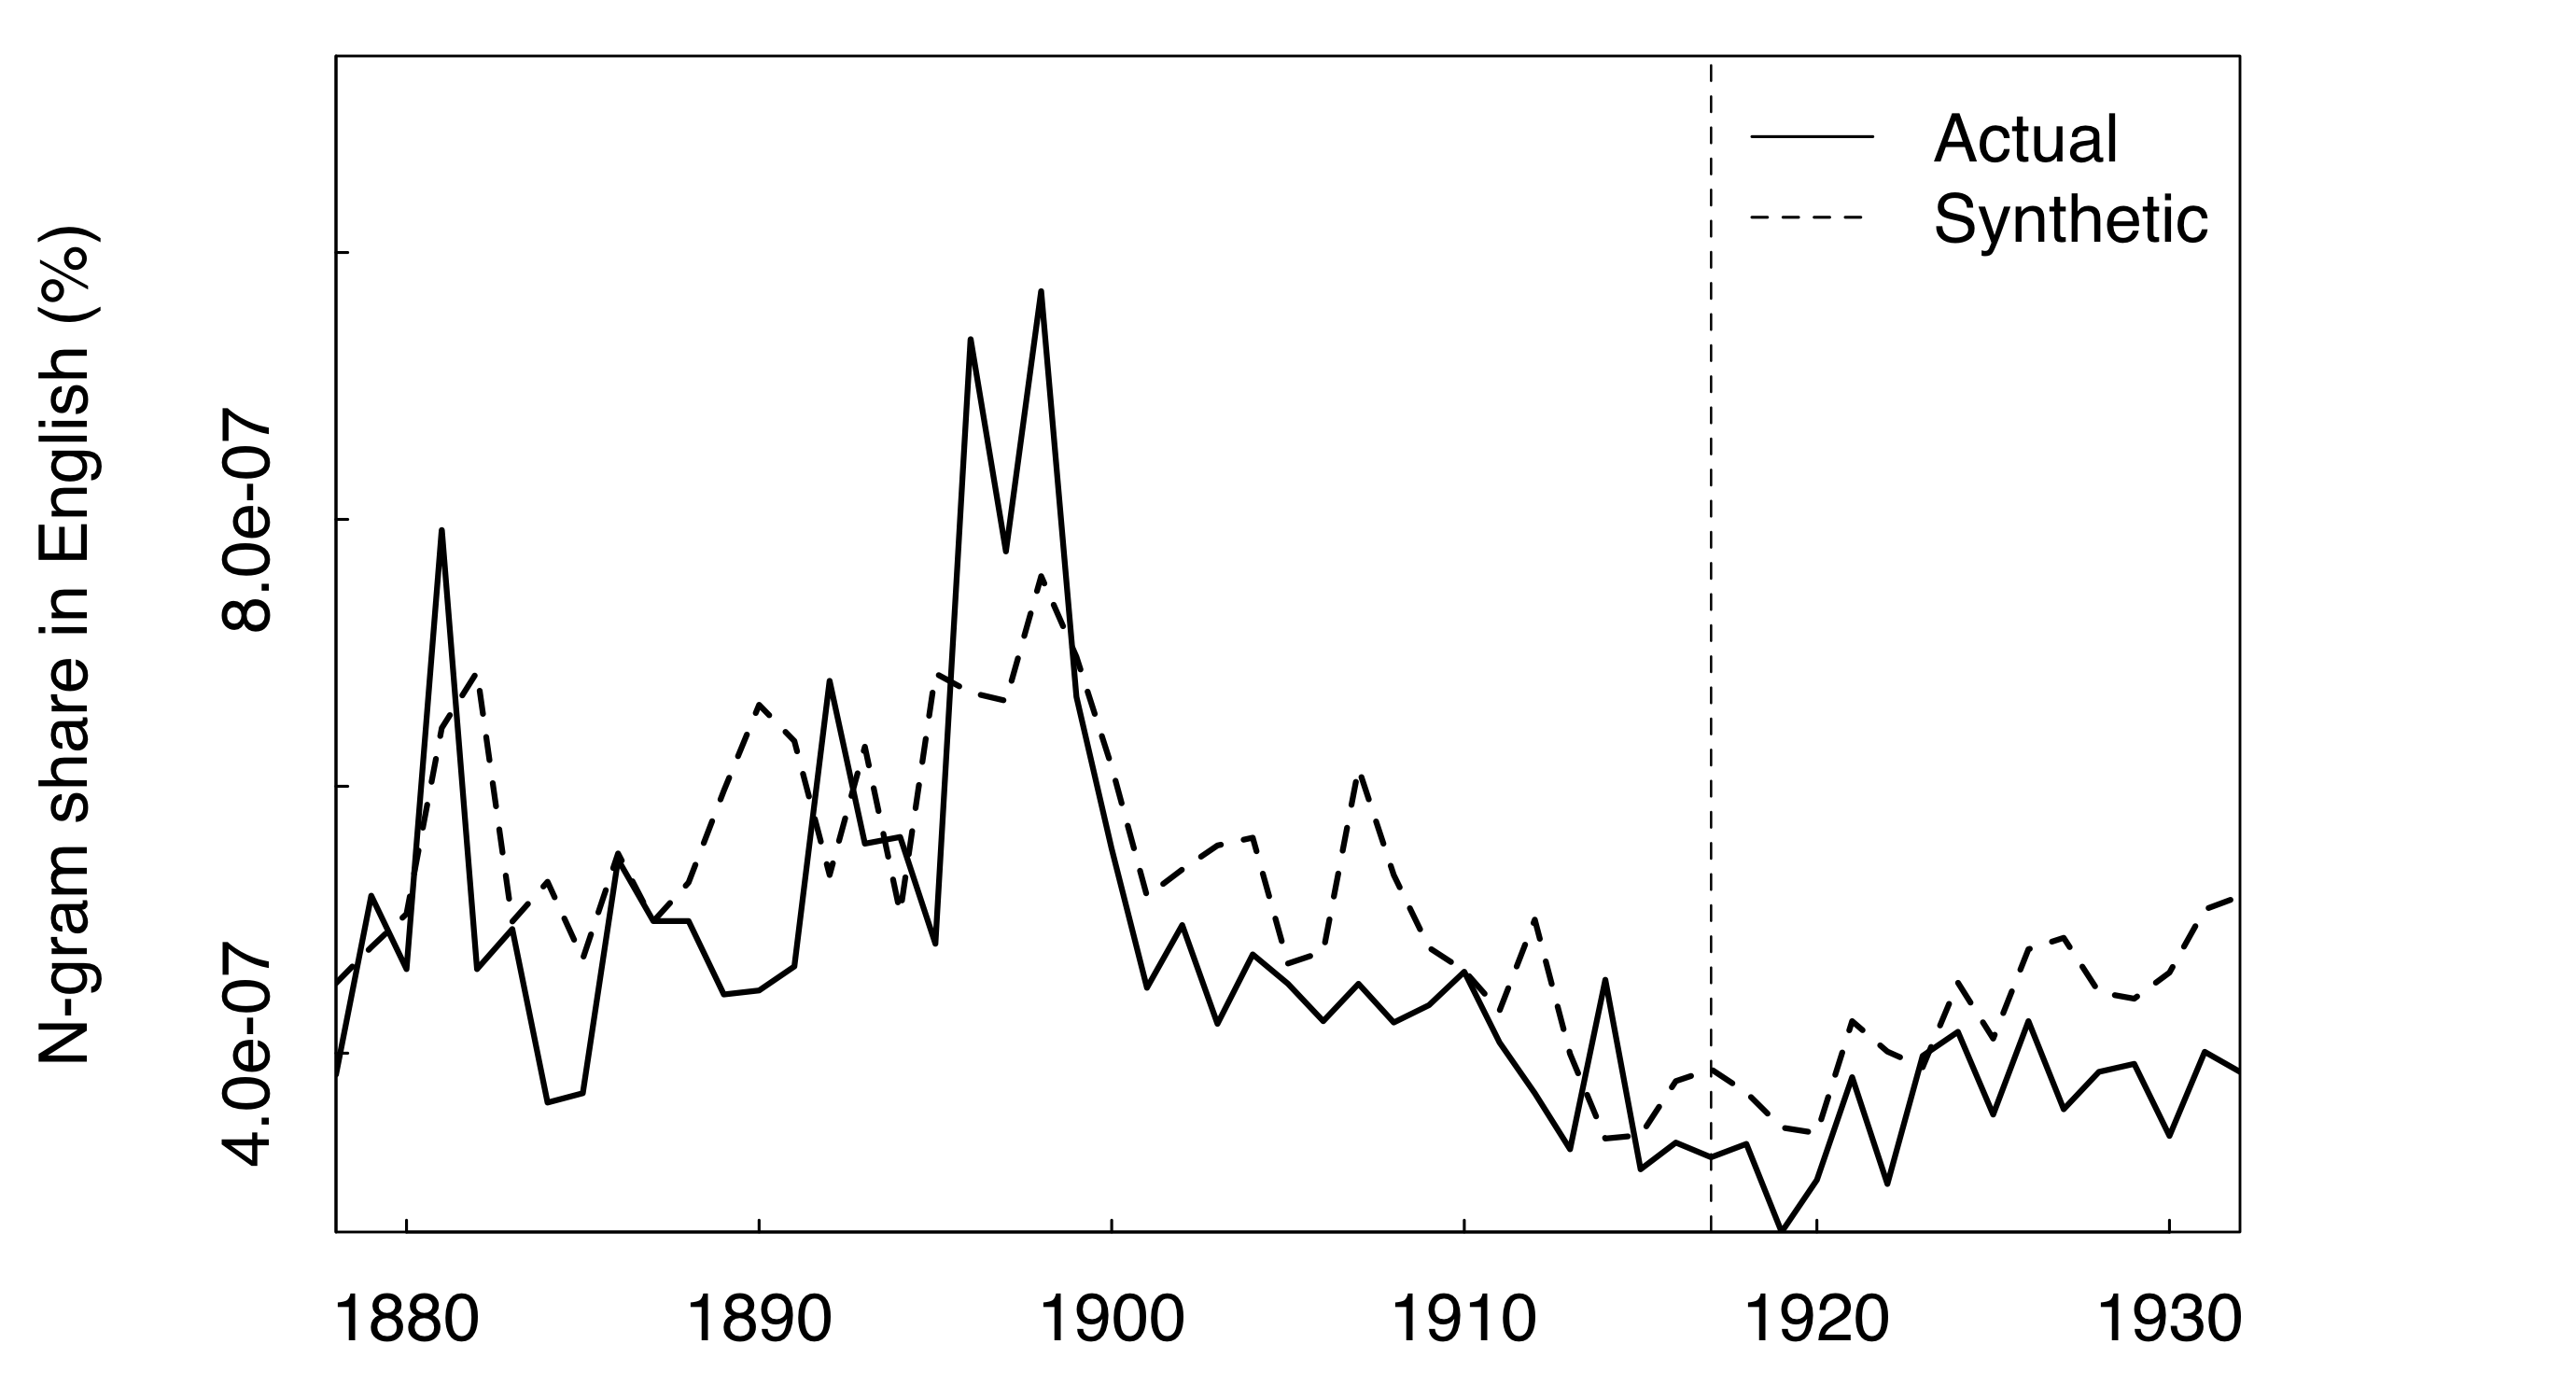 Actual
Synthetic
N-gram share in English (%)
8.0e-07
4.0e-07
1880 1890 1900 1910 1920 1930